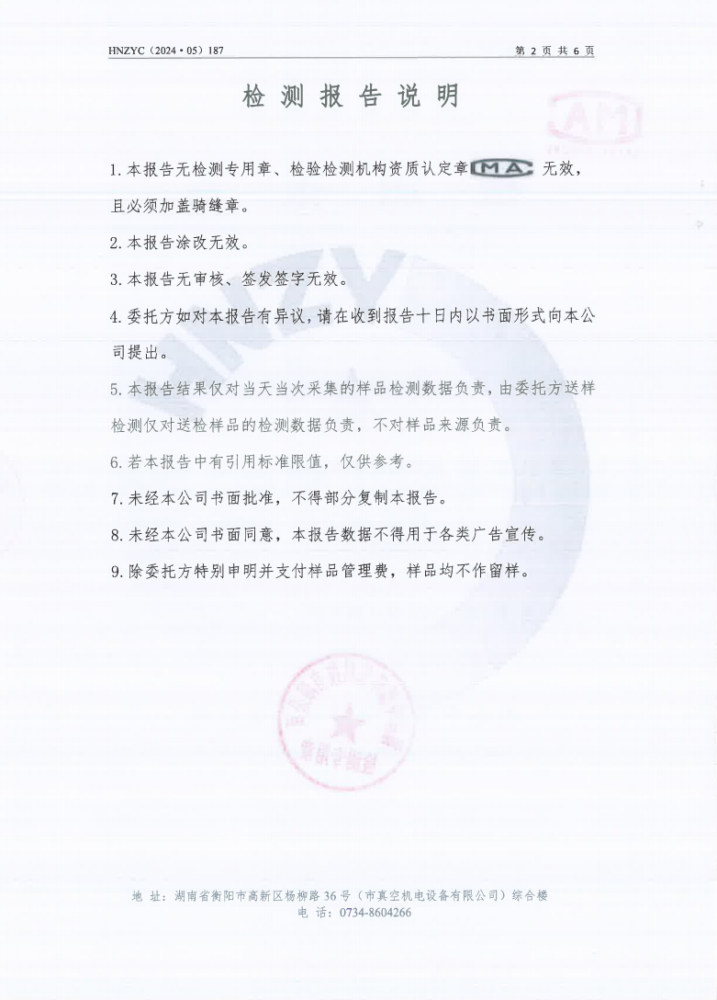 HNZYC（2024·05）187
第 2 页 共 6 页
检测报告说明
1.本报告无检测专用章、检验检测机构资质认定章MA 无效，
且必须加盖骑缝章。
2.本报告涂改无效。
3.本报告无审核、签发签字无效。
4.委托方如对本报告有异议,请在收到报告十日内以书面形式向本公
司提出。
5.本报告结果仅对当天当次采集的样品检测数据负责,由委托方送样
检测仅对送检样品的检测数据负责，不对样品来源负责。
6.若本报告中有引用标准限值，仅供参考。
7.未经本公司书面批准，不得部分复制本报告。
8.未经本公司书面同意，本报告数据不得用于各类广告宣传。
9.除委托方特别申明并支付样品管理费，样品均不作留样。
HNZY
地 址：湖南省衡阳市高新区杨柳路 36 号（市真空机电设备有限公司）综合楼
电 话：0734-8604266